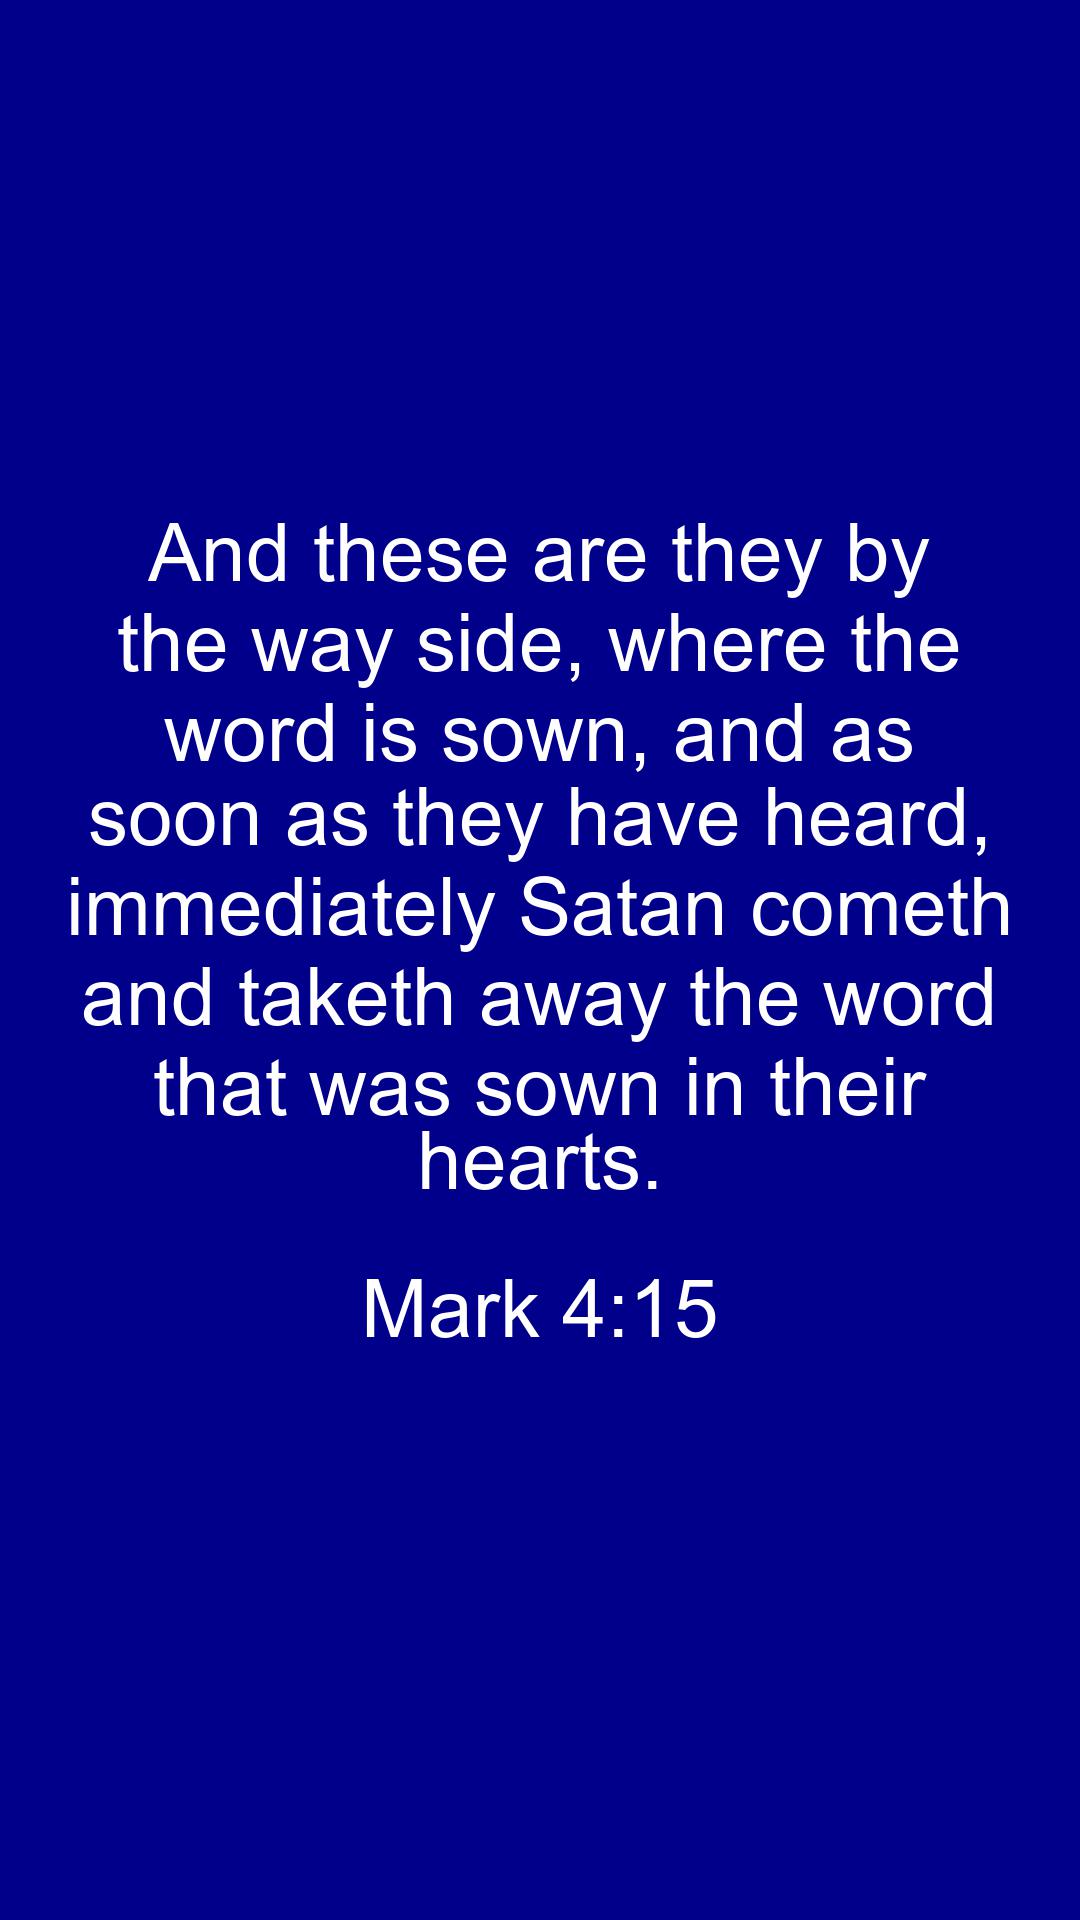 And these are they by
the way side, where the
word is sown, and as
soon as they have heard,
immediately Satan cometh
and taketh away the word
that was sown in their
hearts.
Mark 4:15